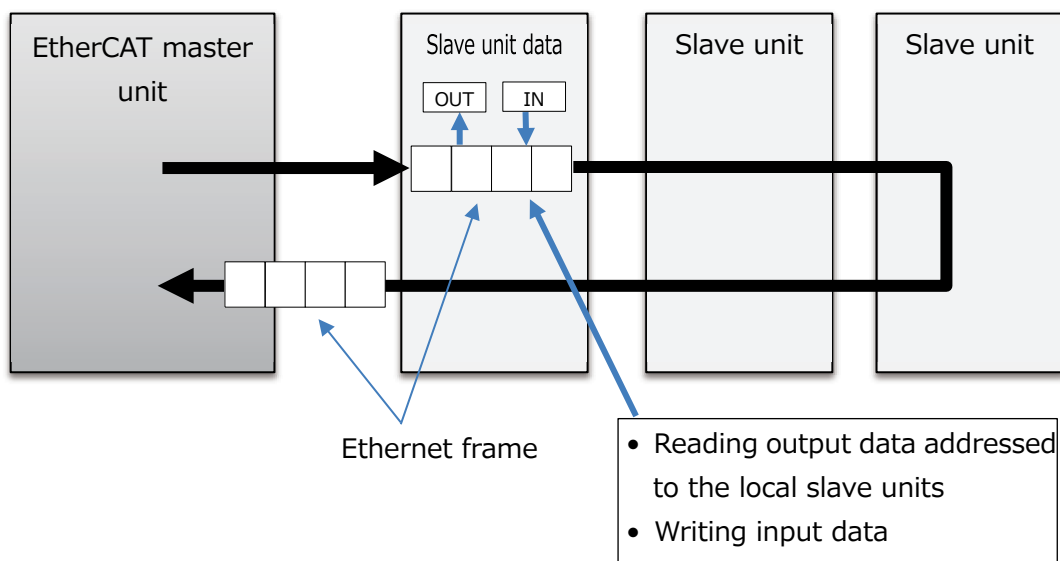 EtherCAT master
unit
Slave unit data
Slave unit
Slave unit
OUT
IN
Ethernet frame
• Reading output data addressed
to the local slave units
• Writing input data